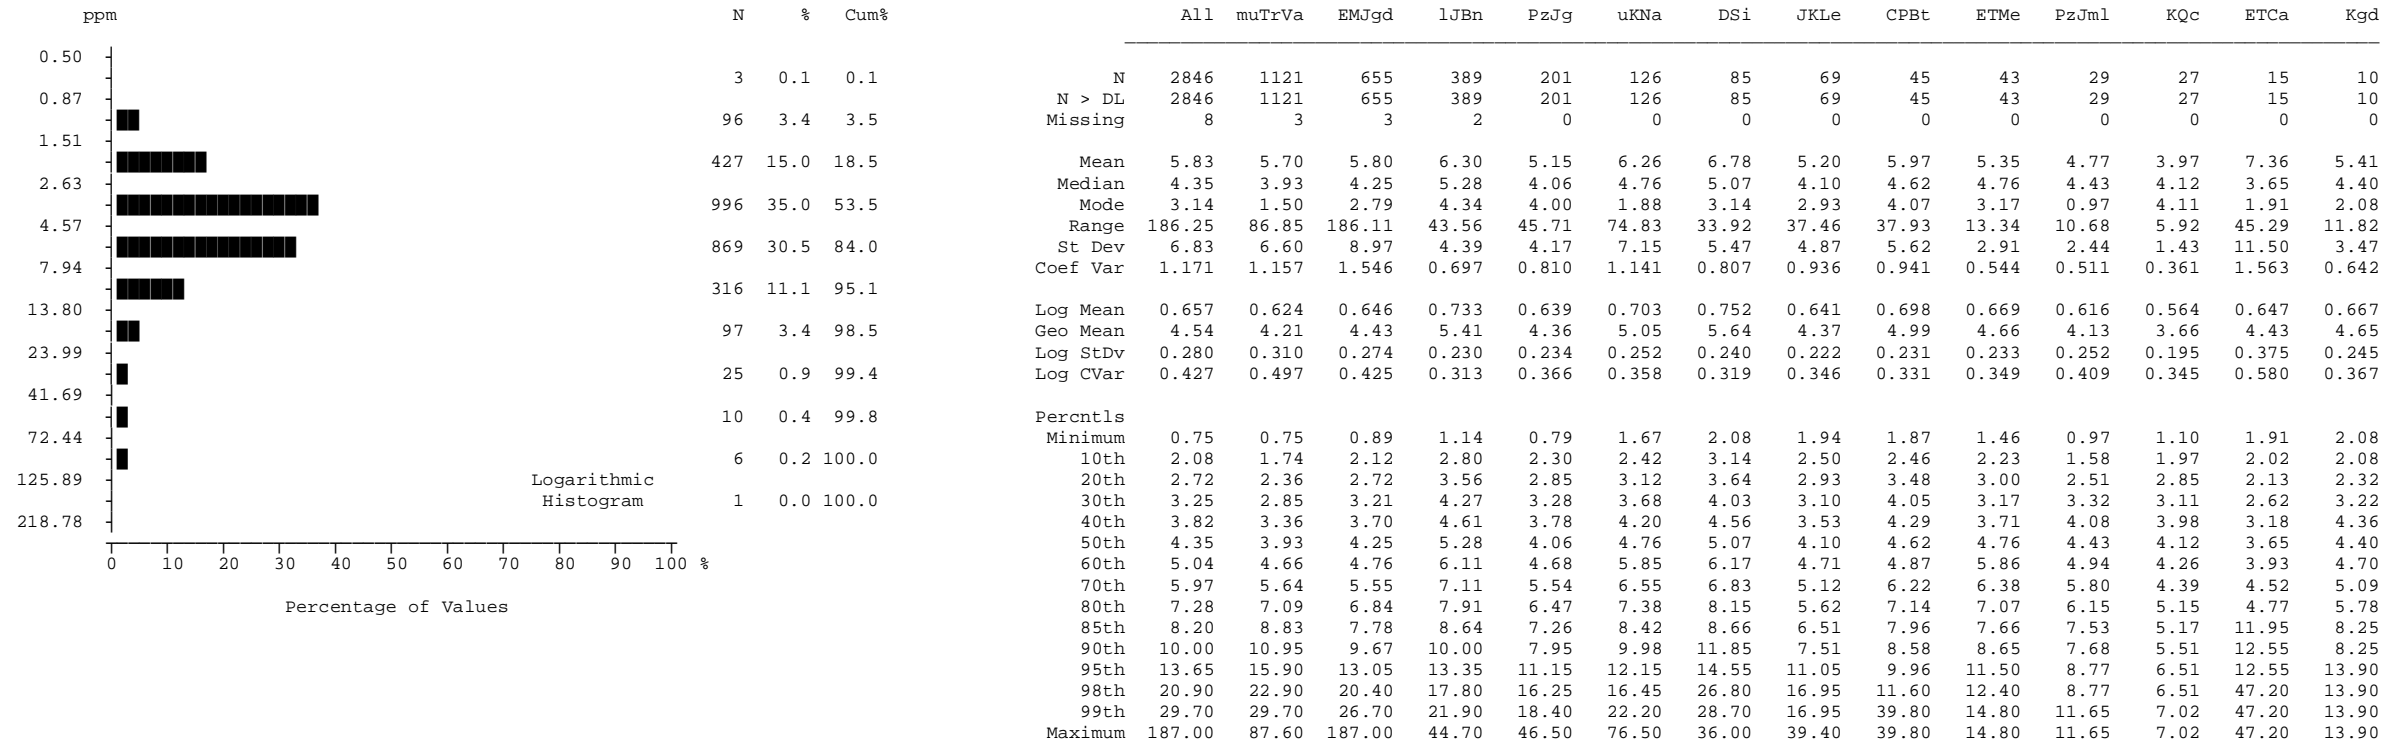 ppm N % Cum% All muTrVa EMJgd lJBn PzJg uKNa DSi JKLe CPBt ETMe PzJml KQc ETCa Kgd
0.50
3 0.1 0.1 N 2846 1121 655 389 201 126 85 69 45 43 29 27 15 10
0.87 N > DL 2846 1121 655 389 201 126 85 69 45 43 29 27 15 10
96 3.4 3.5 Missing 8 3 3 2 0 0 0 0 0 0 0 0 0 0
1.51
427 15.0 18.5 Mean 5.83 5.70 5.80 6.30 5.15 6.26 6.78 5.20 5.97 5.35 4.77 3.97 7.36 5.41
2.63 Median 4.35 3.93 4.25 5.28 4.06 4.76 5.07 4.10 4.62 4.76 4.43 4.12 3.65 4.40
996 35.0 53.5 Mode 3.14 1.50 2.79 4.34 4.00 1.88 3.14 2.93 4.07 3.17 0.97 4.11 1.91 2.08
4.57 Range 186.25 86.85 186.11 43.56 45.71 74.83 33.92 37.46 37.93 13.34 10.68 5.92 45.29 11.82
869 30.5 84.0 St Dev 6.83 6.60 8.97 4.39 4.17 7.15 5.47 4.87 5.62 2.91 2.44 1.43 11.50 3.47
7.94 Coef Var 1.171 1.157 1.546 0.697 0.810 1.141 0.807 0.936 0.941 0.544 0.511 0.361 1.563 0.642
316 11.1 95.1
13.80 Log Mean 0.657 0.624 0.646 0.733 0.639 0.703 0.752 0.641 0.698 0.669 0.616 0.564 0.647 0.667
97 3.4 98.5 Geo Mean 4.54 4.21 4.43 5.41 4.36 5.05 5.64 4.37 4.99 4.66 4.13 3.66 4.43 4.65
23.99 Log StDv 0.280 0.310 0.274 0.230 0.234 0.252 0.240 0.222 0.231 0.233 0.252 0.195 0.375 0.245
25 0.9 99.4 Log CVar 0.427 0.497 0.425 0.313 0.366 0.358 0.319 0.346 0.331 0.349 0.409 0.345 0.580 0.367
41.69
10 0.4 99.8 Percntls
72.44 Minimum 0.75 0.75 0.89 1.14 0.79 1.67 2.08 1.94 1.87 1.46 0.97 1.10 1.91 2.08
6 0.2 100.0 10th 2.08 1.74 2.12 2.80 2.30 2.42 3.14 2.50 2.46 2.23 1.58 1.97 2.02 2.08
125.89 Logarithmic 20th 2.72 2.36 2.72 3.56 2.85 3.12 3.64 2.93 3.48 3.00 2.51 2.85 2.13 2.32
Histogram 1 0.0 100.0 30th 3.25 2.85 3.21 4.27 3.28 3.68 4.03 3.10 4.05 3.17 3.32 3.11 2.62 3.22
218.78 40th 3.82 3.36 3.70 4.61 3.78 4.20 4.56 3.53 4.29 3.71 4.08 3.98 3.18 4.36
50th 4.35 3.93 4.25 5.28 4.06 4.76 5.07 4.10 4.62 4.76 4.43 4.12 3.65 4.40
0 10 20 30 40 50 60 70 80 90 100 % 60th 5.04 4.66 4.76 6.11 4.68 5.85 6.17 4.71 4.87 5.86 4.94 4.26 3.93 4.70
70th 5.97 5.64 5.55 7.11 5.54 6.55 6.83 5.12 6.22 6.38 5.80 4.39 4.52 5.09
Percentage of Values 80th 7.28 7.09 6.84 7.91 6.47 7.38 8.15 5.62 7.14 7.07 6.15 5.15 4.77 5.78
85th 8.20 8.83 7.78 8.64 7.26 8.42 8.66 6.51 7.96 7.66 7.53 5.17 11.95 8.25
90th 10.00 10.95 9.67 10.00 7.95 9.98 11.85 7.51 8.58 8.65 7.68 5.51 12.55 8.25
95th 13.65 15.90 13.05 13.35 11.15 12.15 14.55 11.05 9.96 11.50 8.77 6.51 12.55 13.90
98th 20.90 22.90 20.40 17.80 16.25 16.45 26.80 16.95 11.60 12.40 8.77 6.51 47.20 13.90
99th 29.70 29.70 26.70 21.90 18.40 22.20 28.70 16.95 39.80 14.80 11.65 7.02 47.20 13.90
Maximum 187.00 87.60 187.00 44.70 46.50 76.50 36.00 39.40 39.80 14.80 11.65 7.02 47.20 13.90